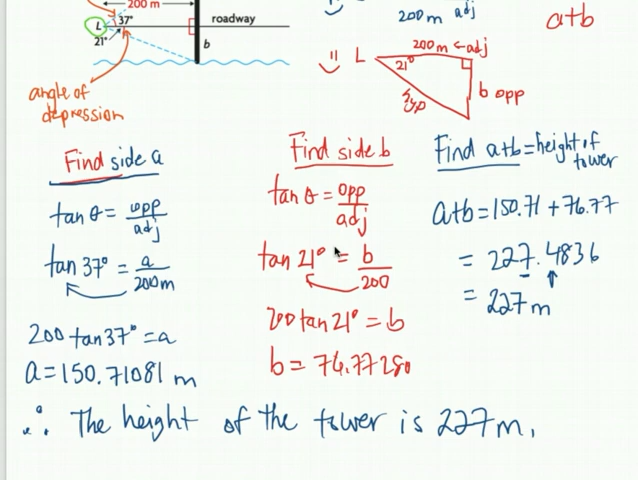 200 m
L 37° roadway
21° b
angle of
depression
200 m adj
a+b
200 m ← adj
L 21° b opp
hyp
Find side a
tan θ = opp
adj
tan 37° = a
200 m
200 tan 37° = a
a = 150.71081 m
Find side b
tan θ = opp
adj
tan 21° = b
200
200 tan 21° = b
b = 76.77280
Find a+b = height of
tower
a+b = 150.71 + 76.77
= 227.4836
= 227 m
∴ The height of the tower is 227 m.